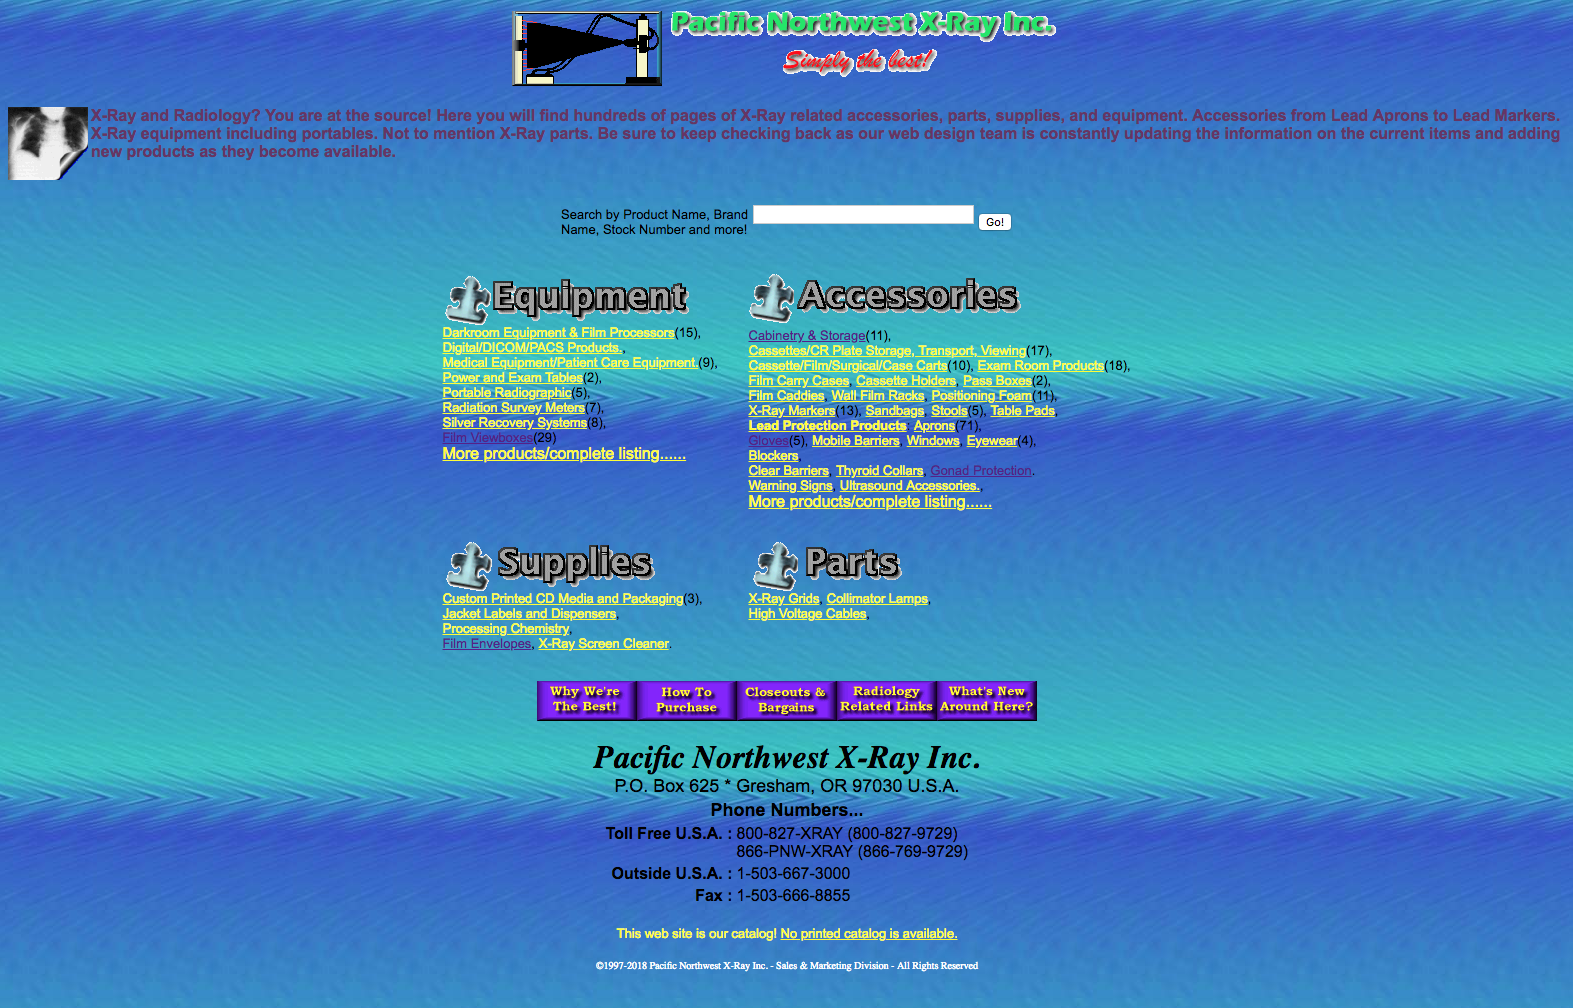 Pacific Northwest X-Ray Inc.
Simply the best!
X-Ray and Radiology? You are at the source! Here you will find hundreds of pages of X-Ray related accessories, parts, supplies, and equipment. Accessories from Lead Aprons to Lead Markers.
X-Ray equipment including portables. Not to mention X-Ray parts. Be sure to keep checking back as our web design team is constantly updating the information on the current items and adding
new products as they become available.
Search by Product Name, Brand
Name, Stock Number and more!
Go!
Equipment
Darkroom Equipment & Film Processors(15),
Digital/DICOM/PACS Products.,
Medical Equipment/Patient Care Equipment.(9),
Power and Exam Tables(2),
Portable Radiographic(5),
Radiation Survey Meters(7),
Silver Recovery Systems(8),
Film Viewboxes(29)
More products/complete listing......
Accessories
Cabinetry & Storage(11),
Cassettes/CR Plate Storage, Transport, Viewing(17),
Cassette/Film/Surgical/Case Carts(10), Exam Room Products(18),
Film Carry Cases, Cassette Holders, Pass Boxes(2),
Film Caddies, Wall Film Racks, Positioning Foam(11),
X-Ray Markers(13), Sandbags, Stools(5), Table Pads,
Lead Protection Products: Aprons(71),
Gloves(5), Mobile Barriers, Windows, Eyewear(4),
Blockers,
Clear Barriers, Thyroid Collars, Gonad Protection.
Warning Signs, Ultrasound Accessories.,
More products/complete listing......
Supplies
Custom Printed CD Media and Packaging(3),
Jacket Labels and Dispensers,
Processing Chemistry,
Film Envelopes, X-Ray Screen Cleaner.
Parts
X-Ray Grids, Collimator Lamps,
High Voltage Cables,
Why We're
The Best!
How To
Purchase
Closeouts &
Bargains
Radiology
Related Links
What's New
Around Here?
Pacific Northwest X-Ray Inc.
P.O. Box 625 * Gresham, OR 97030 U.S.A.
Phone Numbers...
Toll Free U.S.A. : 800-827-XRAY (800-827-9729)
866-PNW-XRAY (866-769-9729)
Outside U.S.A. : 1-503-667-3000
Fax : 1-503-666-8855
This web site is our catalog! No printed catalog is available.
©1997-2018 Pacific Northwest X-Ray Inc. - Sales & Marketing Division - All Rights Reserved